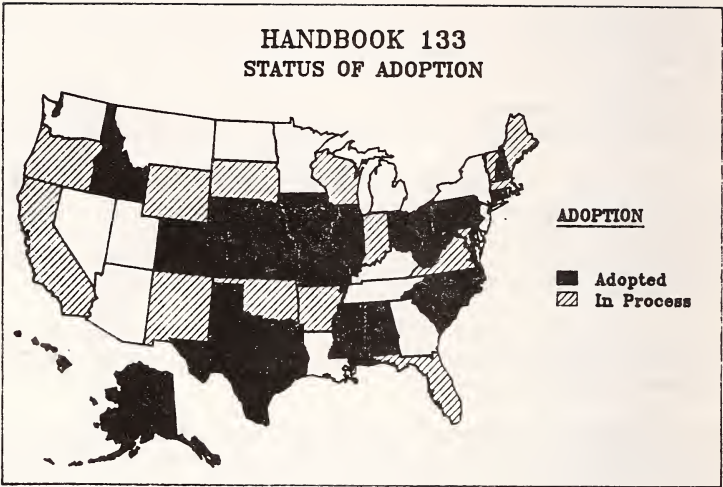 HANDBOOK 133
STATUS OF ADOPTION
ADOPTION
Adopted
In Process